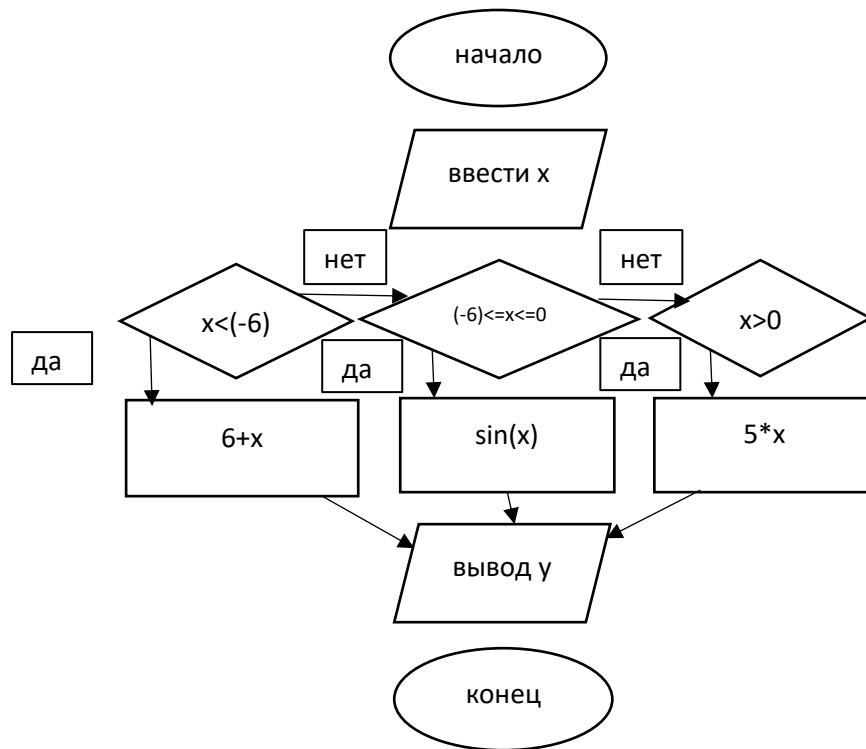 начало
ввести x
нет
нет
x<(-6)
(-6)<=x<=0
x>0
да
да
да
6+x
sin(x)
5*x
вывод y
конец